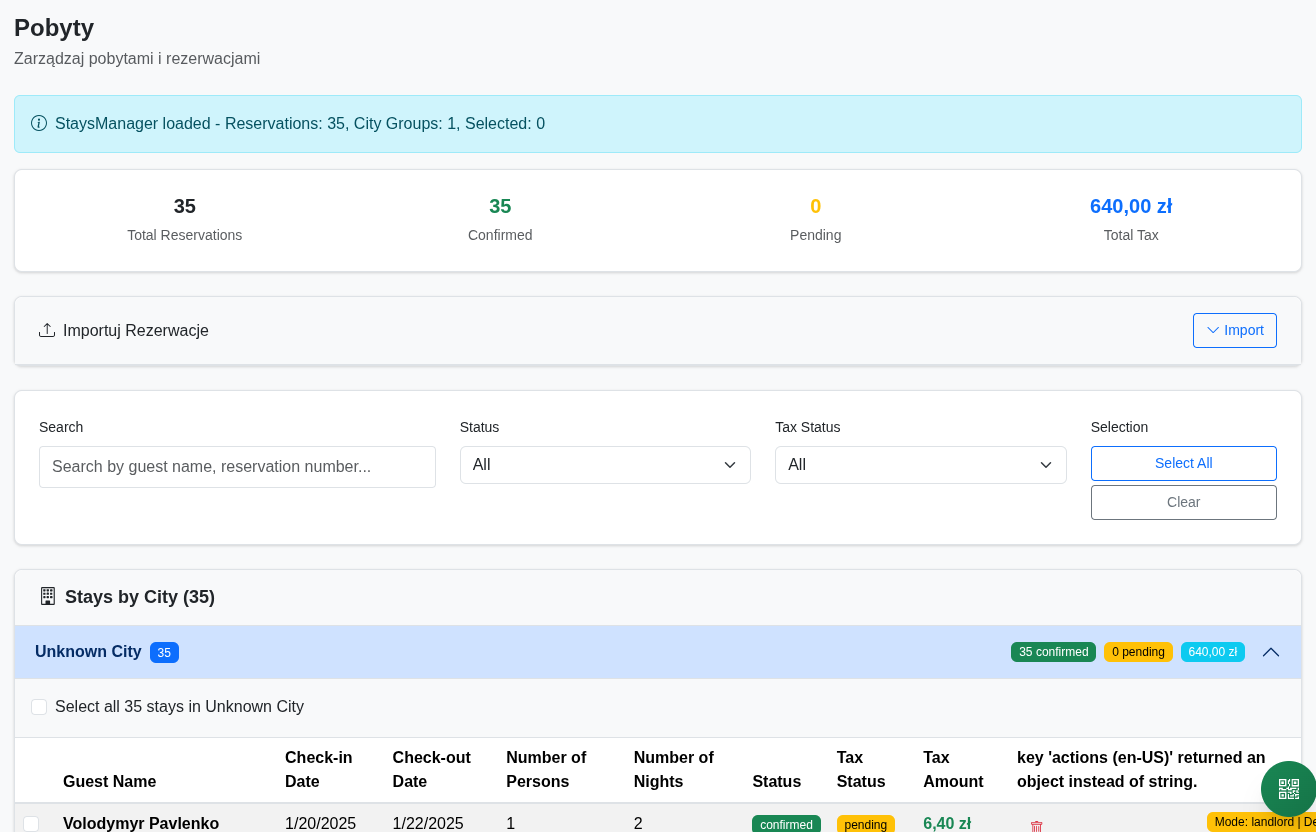 Pobyty
Zarządzaj pobytami i rezerwacjami
StaysManager loaded - Reservations: 35, City Groups: 1, Selected: 0
35 35 0 640,00 zł
Total Reservations Confirmed Pending Total Tax
Importuj Rezerwacje Import
Search Status Tax Status Selection
Search by guest name, reservation number... All All Select All
Clear
Stays by City (35)
Unknown City 35 35 confirmed 0 pending 640,00 zł
Select all 35 stays in Unknown City
Check-in Check-out Number of Number of Tax Tax key 'actions (en-US)' returned an
Guest Name Date Date Persons Nights Status Status Amount object instead of string.
Volodymyr Pavlenko 1/20/2025 1/22/2025 1 2 confirmed pending 6,40 zł
Mode: landlord | De